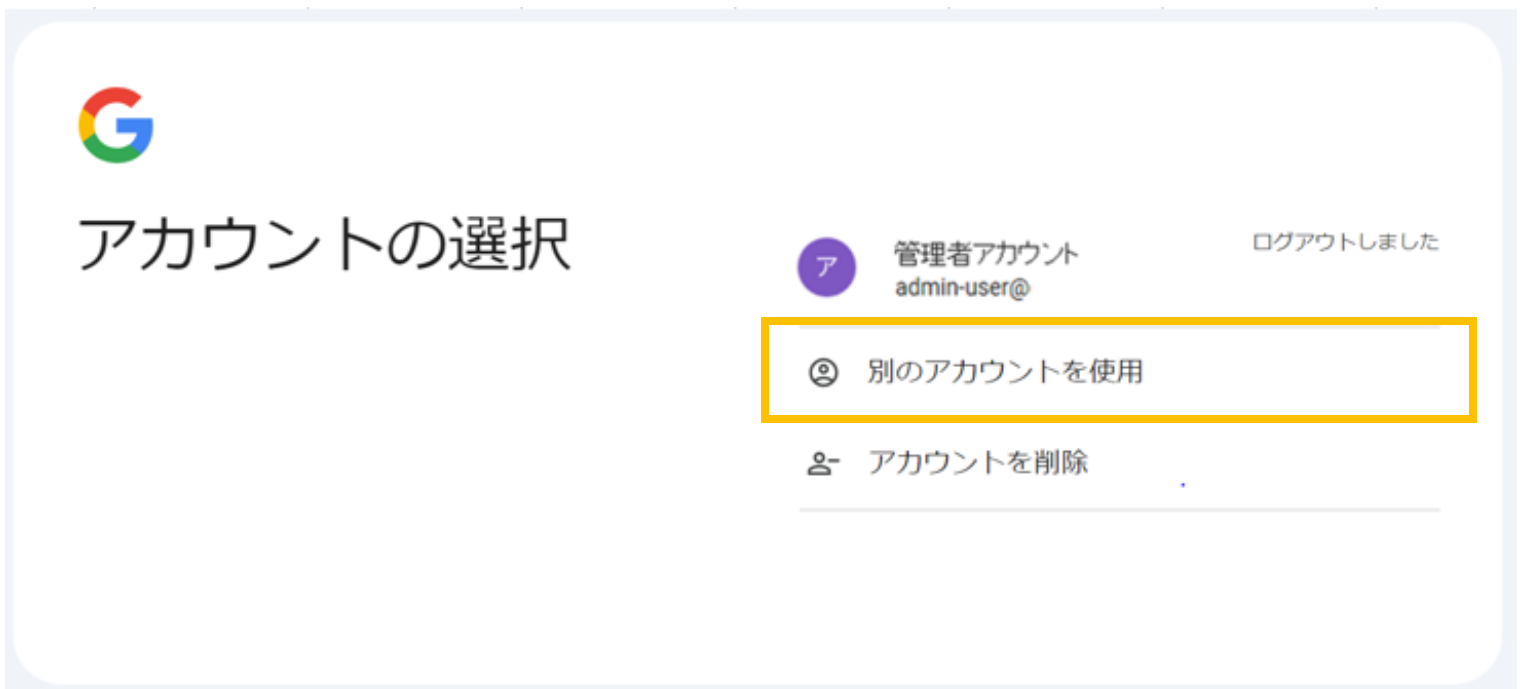 アカウントの選択
ア
管理者アカウント
ログアウトしました
admin-user@
別のアカウントを使用
アカウントを削除